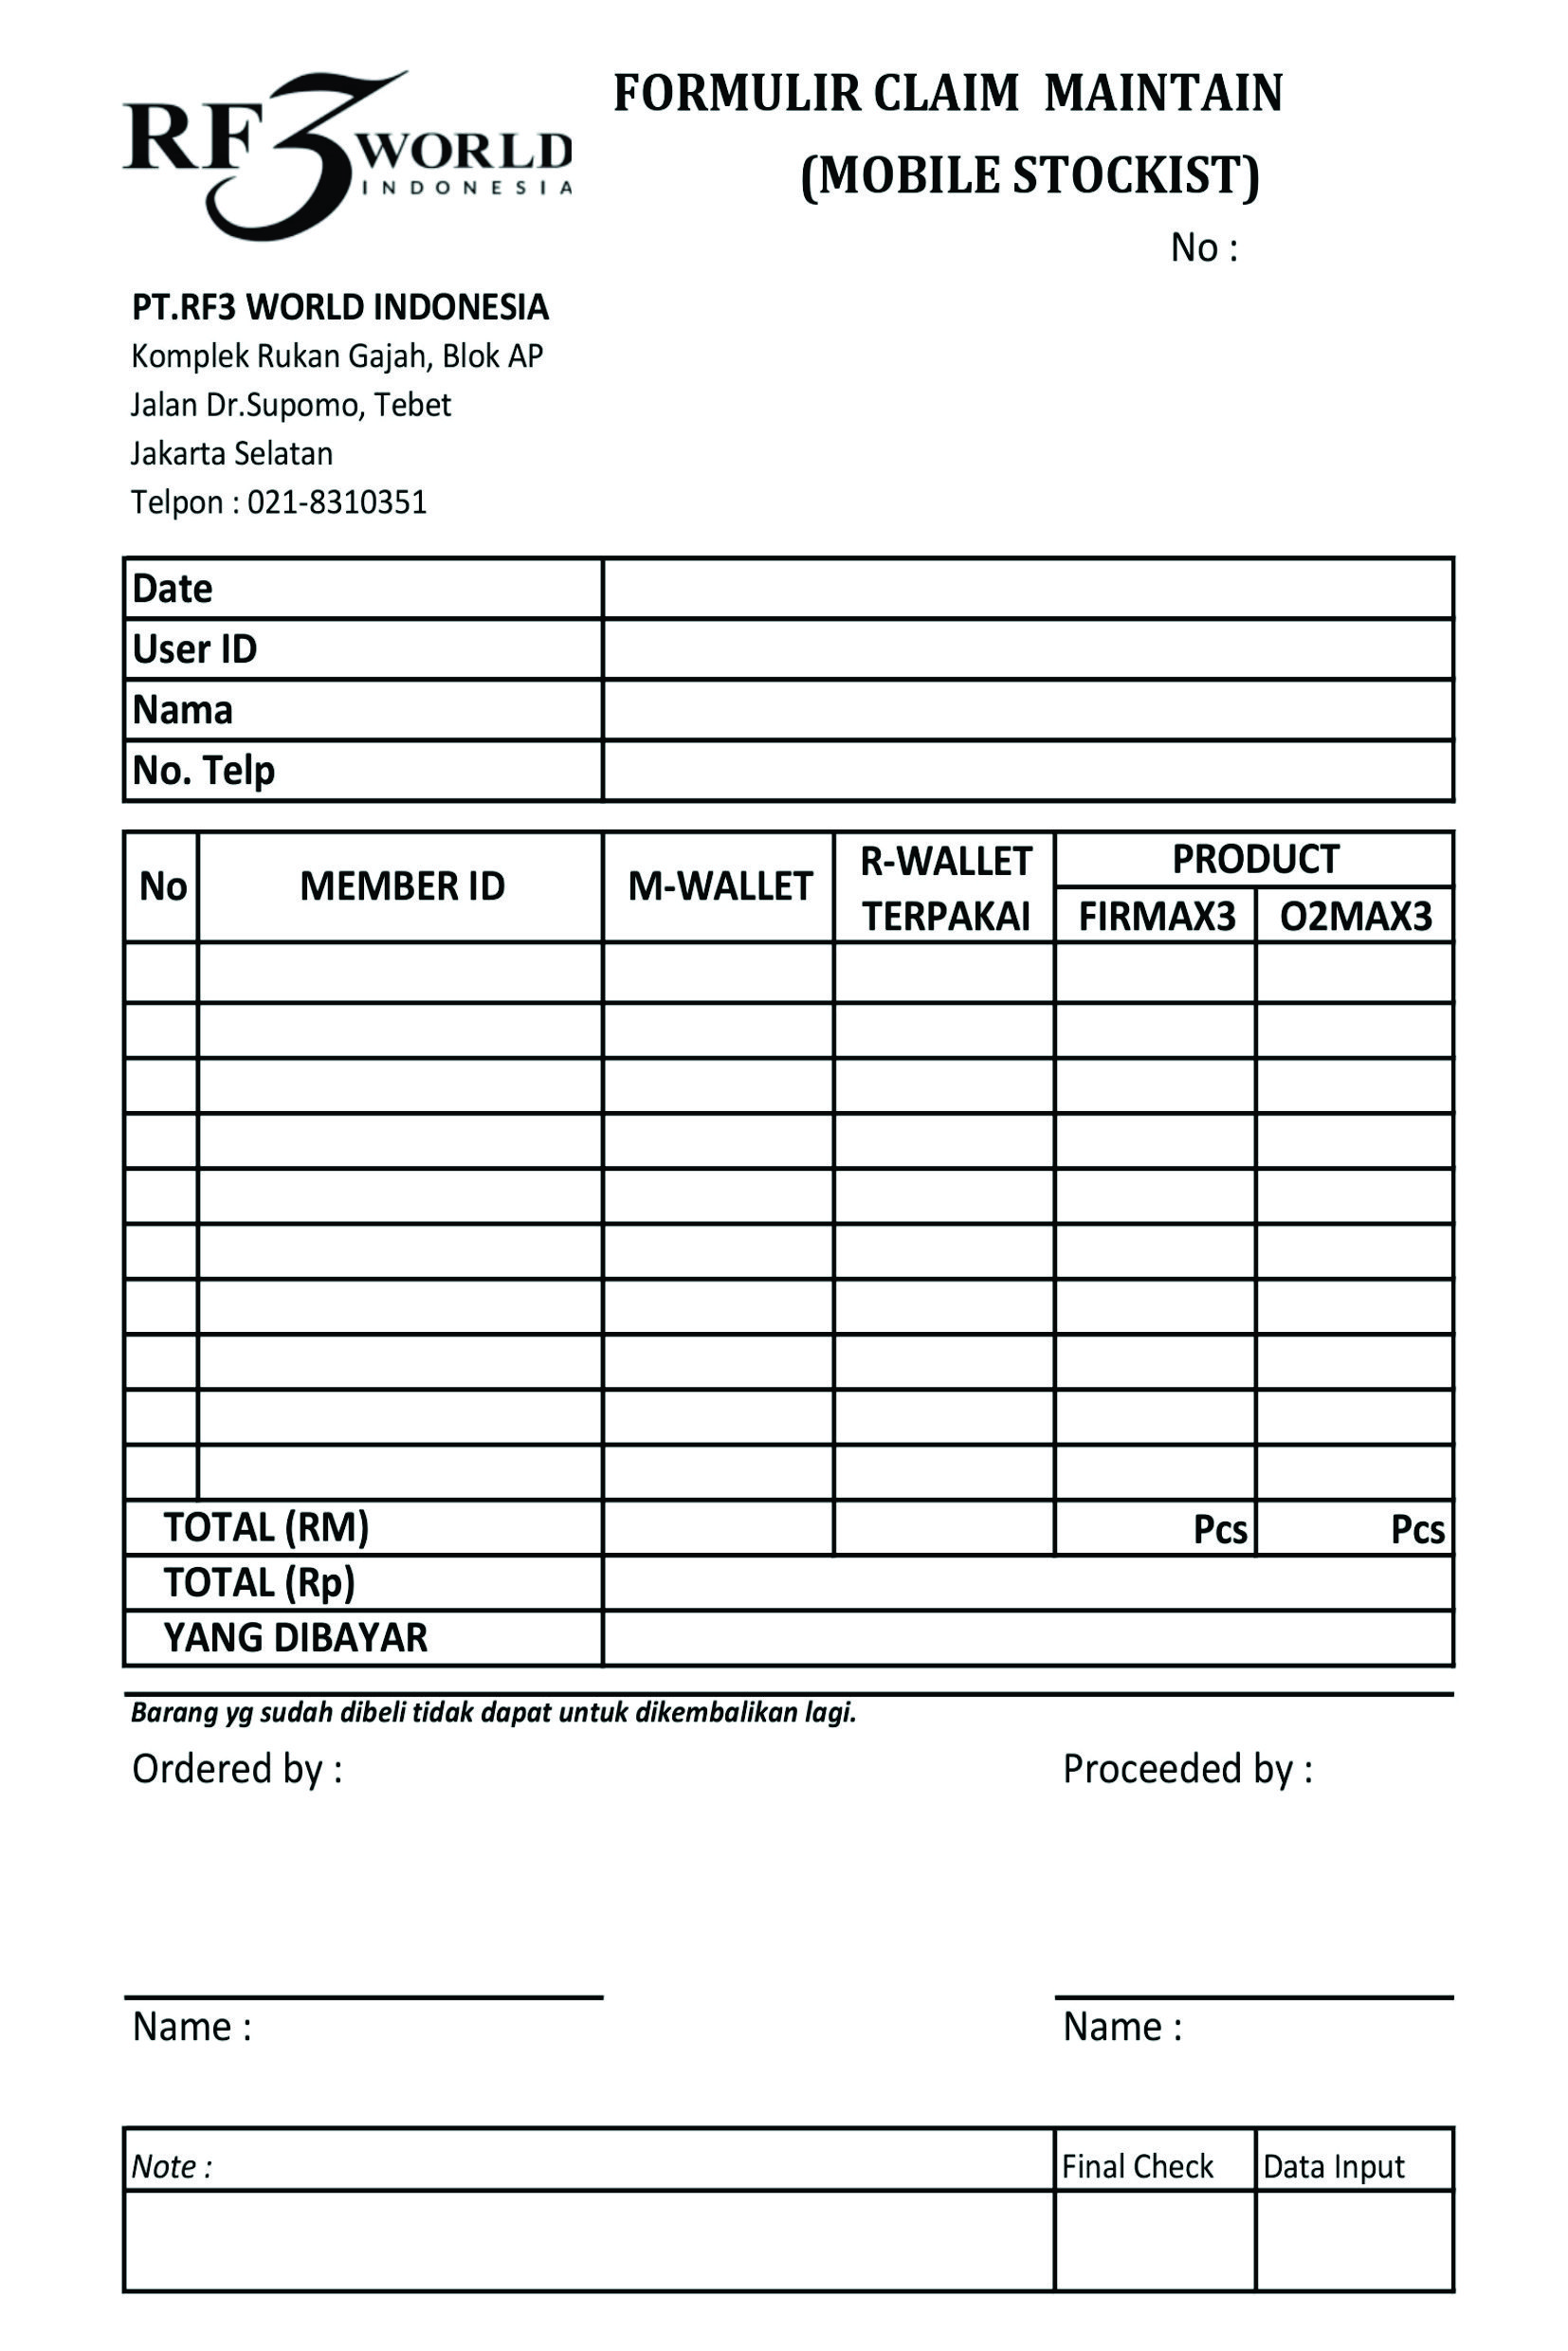 RF3 WORLD
INDONESIA
FORMULIR CLAIM MAINTAIN
(MOBILE STOCKIST)
No :
PT.RF3 WORLD INDONESIA
Komplek Rukan Gajah, Blok AP
Jalan Dr.Supomo, Tebet
Jakarta Selatan
Telpon : 021-8310351
Date
User ID
Nama
No. Telp
No MEMBER ID M-WALLET R-WALLET TERPAKAI PRODUCT
FIRMAX3 O2MAX3
TOTAL (RM) Pcs Pcs
TOTAL (Rp)
YANG DIBAYAR
Barang yg sudah dibeli tidak dapat untuk dikembalikan lagi.
Ordered by : Proceeded by :
Name : Name :
Note : Final Check Data Input